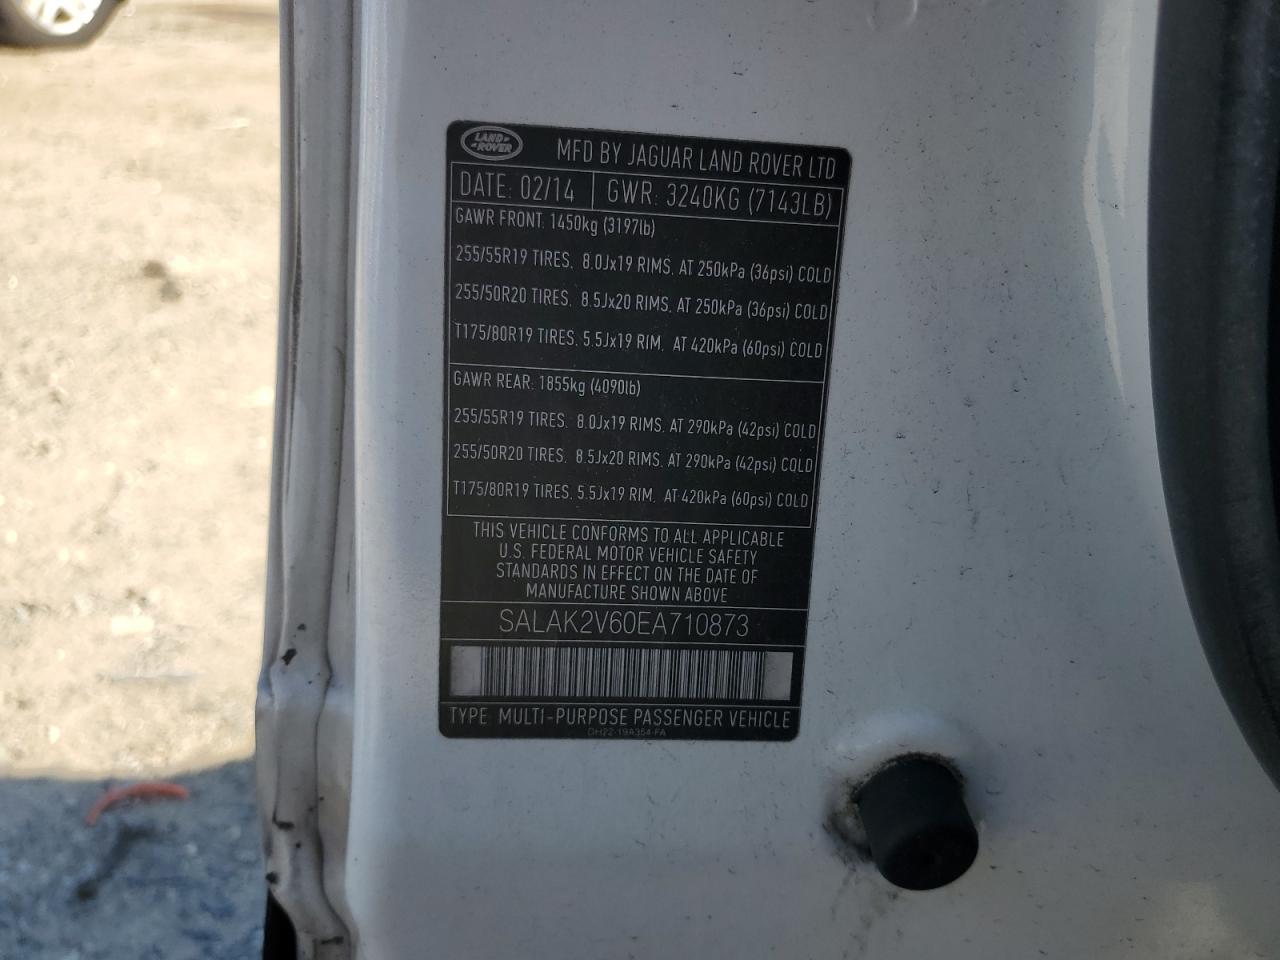 LAND ROVER
MFD BY JAGUAR LAND ROVER LTD
DATE: 02/14 GWR: 3240KG (7143LB)
GAWR FRONT: 1450kg (3197lb)
255/55R19 TIRES, 8.0Jx19 RIMS, AT 250kPa (36psi) COLD
255/50R20 TIRES, 8.5Jx20 RIMS, AT 250kPa (36psi) COLD
T175/80R19 TIRES, 5.5Jx19 RIM, AT 420kPa (60psi) COLD
GAWR REAR: 1855kg (4090lb)
255/55R19 TIRES, 8.0Jx19 RIMS, AT 290kPa (42psi) COLD
255/50R20 TIRES, 8.5Jx20 RIMS, AT 290kPa (42psi) COLD
T175/80R19 TIRES, 5.5Jx19 RIM, AT 420kPa (60psi) COLD
THIS VEHICLE CONFORMS TO ALL APPLICABLE
U.S. FEDERAL MOTOR VEHICLE SAFETY
STANDARDS IN EFFECT ON THE DATE OF
MANUFACTURE SHOWN ABOVE
SALAK2V60EA710873
TYPE: MULTI-PURPOSE PASSENGER VEHICLE
DH22-19A354-FA